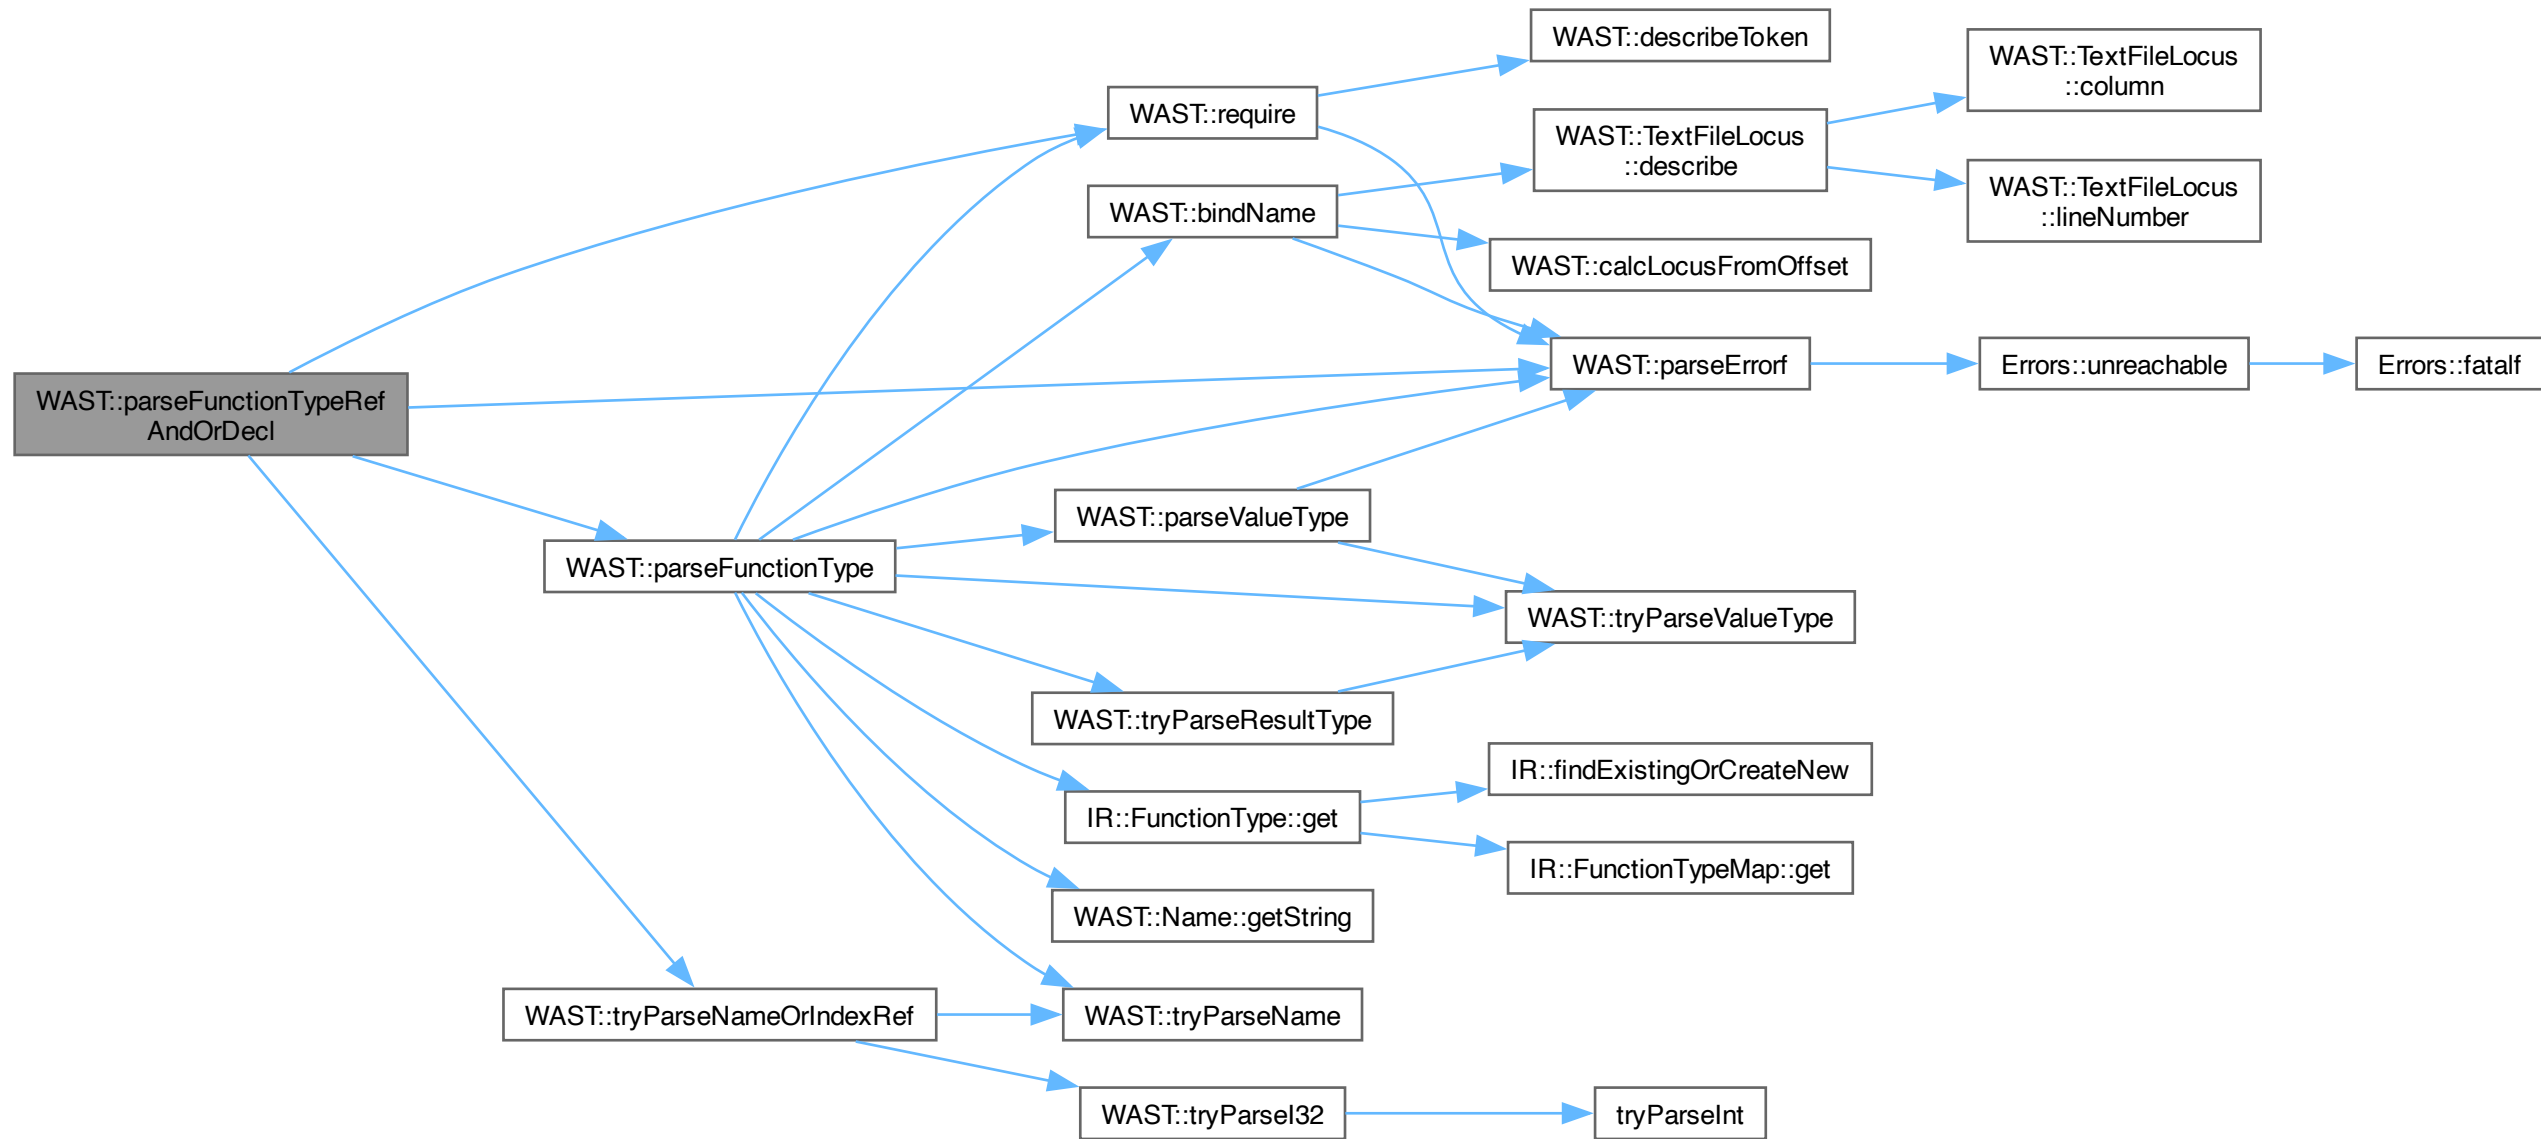 WAST::parseFunctionTypeRef
AndOrDecl
WAST::require
WAST::describeToken
WAST::bindName
WAST::TextFileLocus
::describe
WAST::TextFileLocus
::column
WAST::TextFileLocus
::lineNumber
WAST::calcLocusFromOffset
WAST::parseErrorf
Errors::unreachable
Errors::fatalf
WAST::parseFunctionType
WAST::parseValueType
WAST::tryParseValueType
WAST::tryParseResultType
IR::FunctionType::get
IR::findExistingOrCreateNew
IR::FunctionTypeMap::get
WAST::Name::getString
WAST::tryParseNameOrIndexRef
WAST::tryParseName
WAST::tryParseI32
tryParseInt